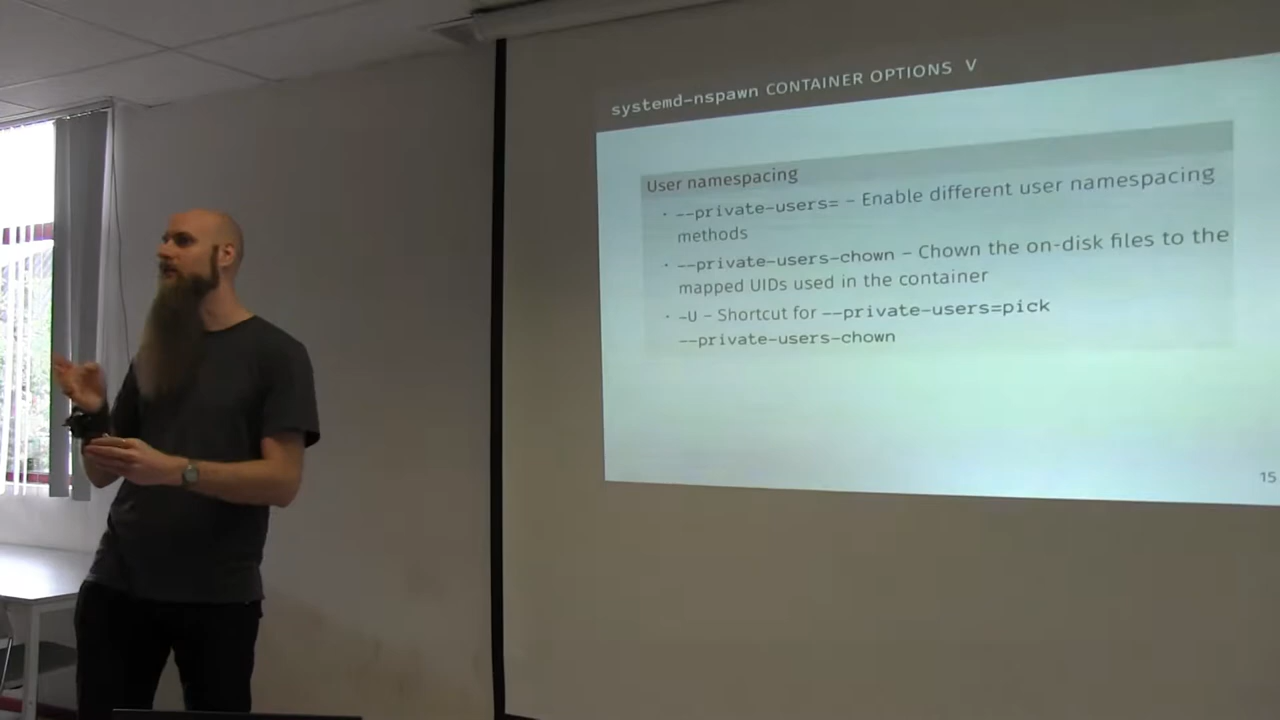 systemd-nspawn CONTAINER OPTIONS V
User namespacing
· --private-users= – Enable different user namespacing
methods
· --private-users-chown – Chown the on-disk files to the
mapped UIDs used in the container
· -U – Shortcut for --private-users=pick
--private-users-chown
15